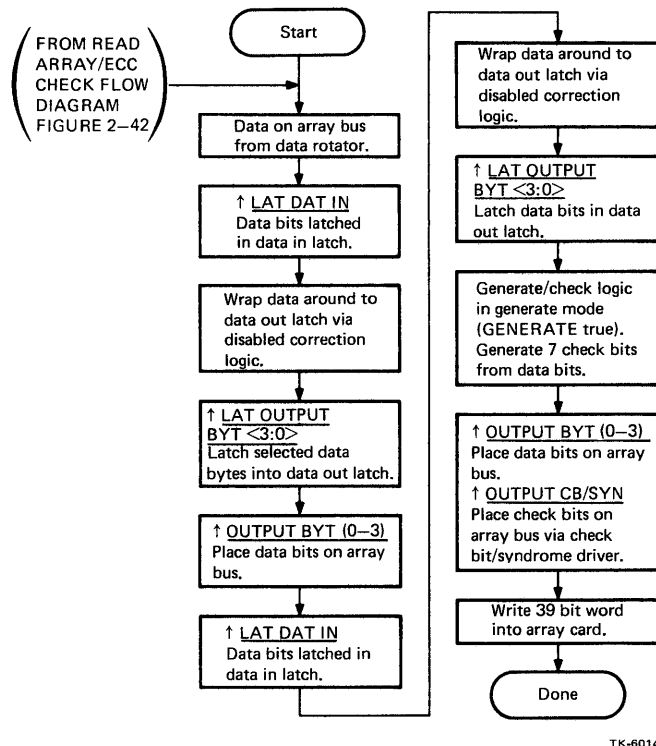 Start
FROM READ
ARRAY/ECC
CHECK FLOW
DIAGRAM
FIGURE 2–42
Data on array bus
from data rotator.
↑ LAT DAT IN
Data bits latched
in data in latch.
Wrap data around to
data out latch via
disabled correction
logic.
↑ LAT OUTPUT
BYT <3:0>
Latch selected data
bytes into data out latch.
↑ OUTPUT BYT (0–3)
Place data bits on array
bus.
↑ LAT DAT IN
Data bits latched in
data in latch.
Wrap data around to
data out latch via
disabled correction
logic.
↑ LAT OUTPUT
BYT <3:0>
Latch data bits in data
out latch.
Generate/check logic
in generate mode
(GENERATE true).
Generate 7 check bits
from data bits.
↑ OUTPUT BYT (0–3)
Place data bits on array
bus.
↑ OUTPUT CB/SYN
Place check bits on
array bus via check
bit/syndrome driver.
Write 39 bit word
into array card.
Done
TK-6014